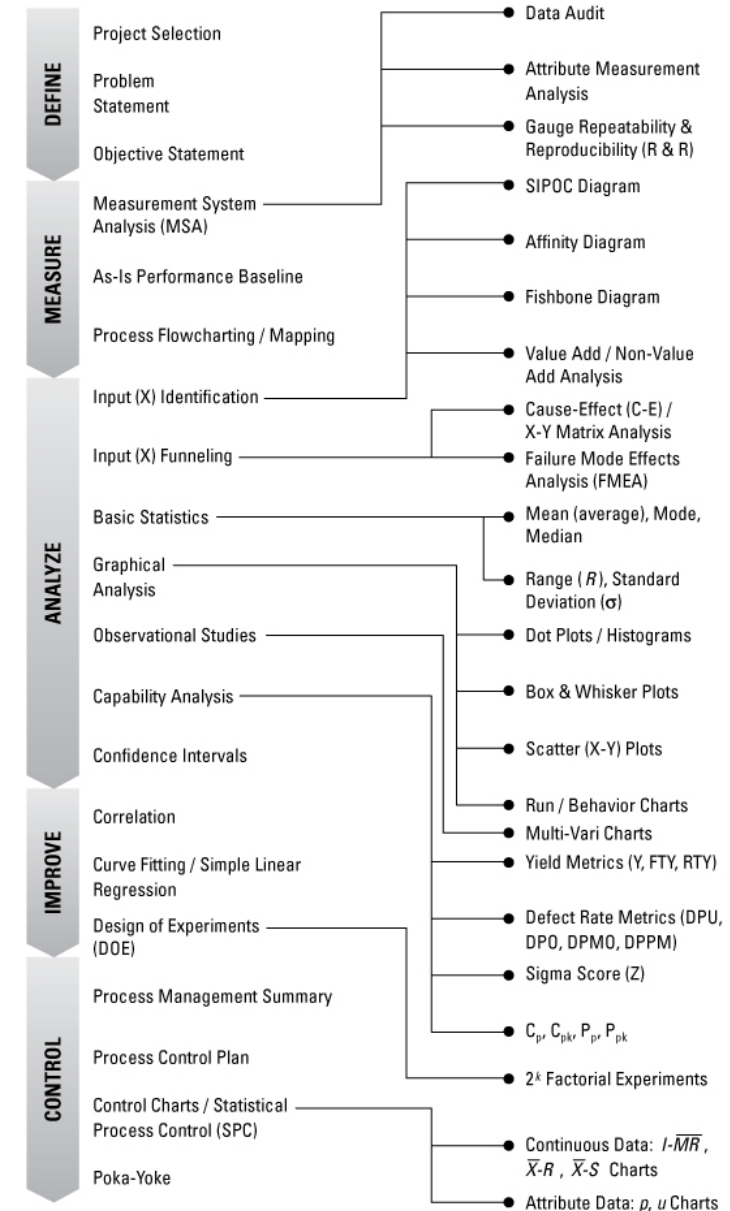 DEFINE
Project Selection
Problem
Statement
Objective Statement
MEASURE
Measurement System
Analysis (MSA)
As-Is Performance Baseline
Process Flowcharting / Mapping
ANALYZE
Input (X) Identification
Input (X) Funneling
Basic Statistics
Graphical
Analysis
Observational Studies
Capability Analysis
Confidence Intervals
IMPROVE
Correlation
Curve Fitting / Simple Linear
Regression
Design of Experiments
(DOE)
CONTROL
Process Management Summary
Process Control Plan
Control Charts / Statistical
Process Control (SPC)
Poka-Yoke
Data Audit
Attribute Measurement
Analysis
Gauge Repeatability &
Reproducibility (R & R)
SIPOC Diagram
Affinity Diagram
Fishbone Diagram
Value Add / Non-Value
Add Analysis
Cause-Effect (C-E) /
X-Y Matrix Analysis
Failure Mode Effects
Analysis (FMEA)
Mean (average), Mode,
Median
Range (R), Standard
Deviation (σ)
Dot Plots / Histograms
Box & Whisker Plots
Scatter (X-Y) Plots
Run / Behavior Charts
Multi-Vari Charts
Yield Metrics (Y, FTY, RTY)
Defect Rate Metrics (DPU,
DPO, DPMO, DPPM)
Sigma Score (Z)
Cp, Cpk, Pp, Ppk
2ᵏ Factorial Experiments
Continuous Data: I-M̅R̅,
X̅-R, X̅-S Charts
Attribute Data: p, u Charts